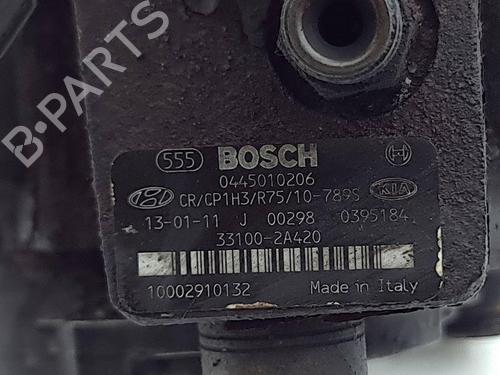 B-PARTS
555 BOSCH
0445010206
CR/CP1H3/R75/10-789S KIA
13-01-11 J 00298 0395184
33100-2A420
10002910132 Made in Italy